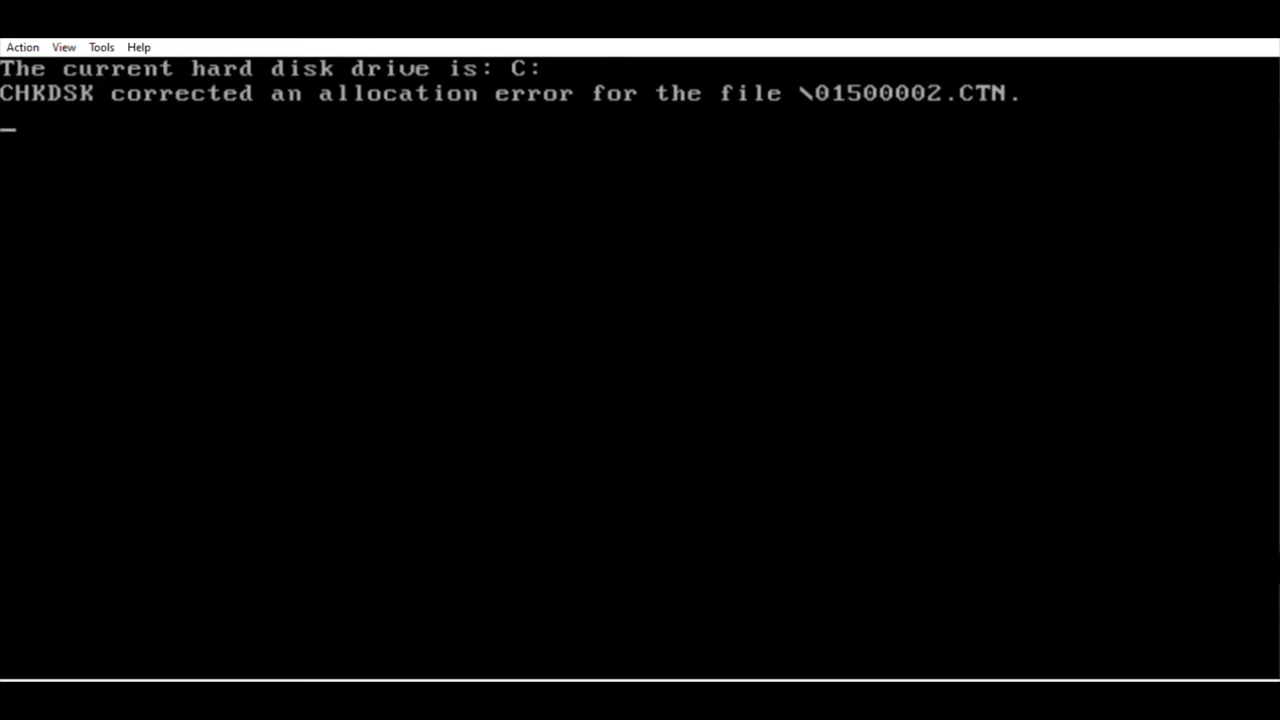 Action View Tools Help
The current hard disk drive is: C:
CHKDSK corrected an allocation error for the file \01500002.CTN.